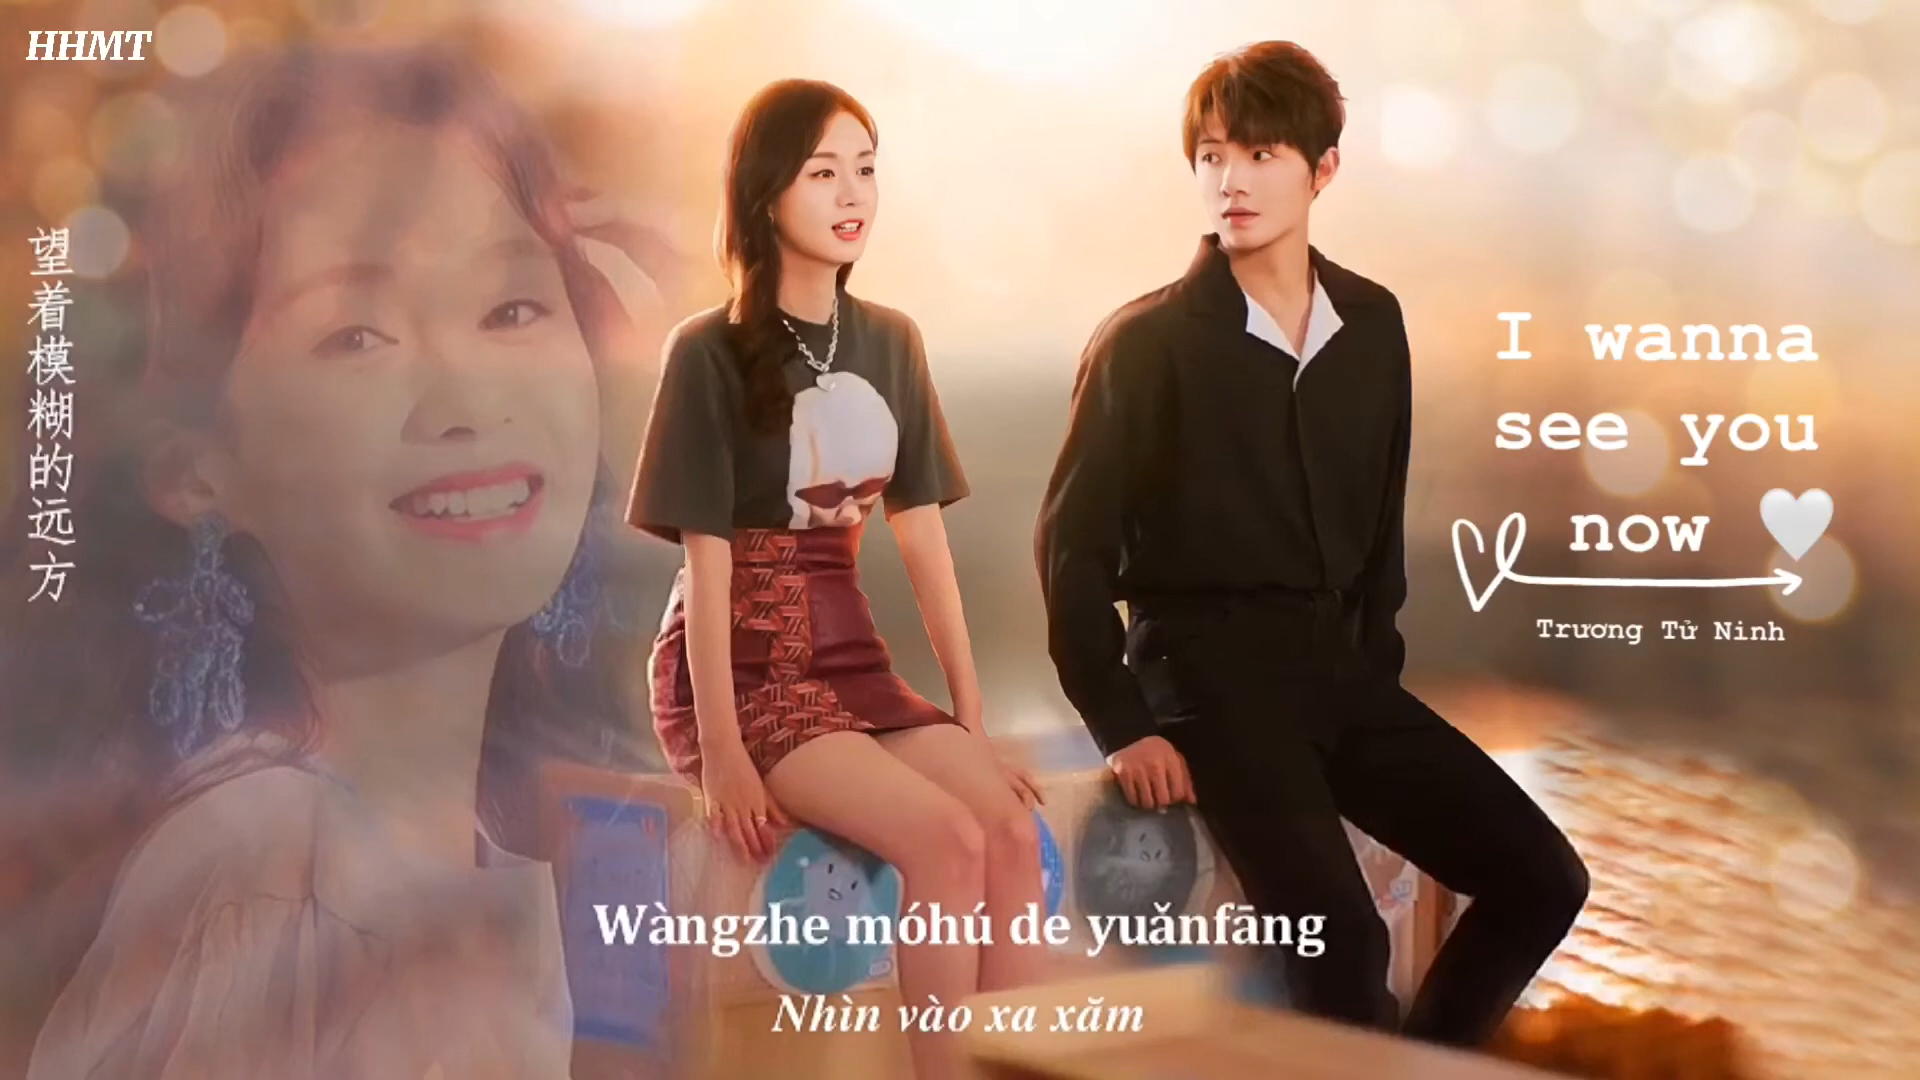 HHMT
望着模糊的远方
I wanna
see you
now 🤍
Trương Tử Ninh
Wàngzhe móhú de yuǎnfāng
Nhìn vào xa xăm